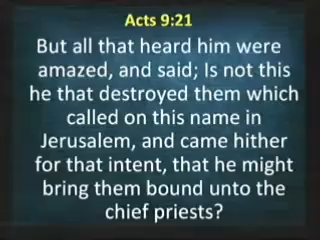 Acts 9:21
But all that heard him were
amazed, and said; Is not this
he that destroyed them which
called on this name in
Jerusalem, and came hither
for that intent, that he might
bring them bound unto the
chief priests?